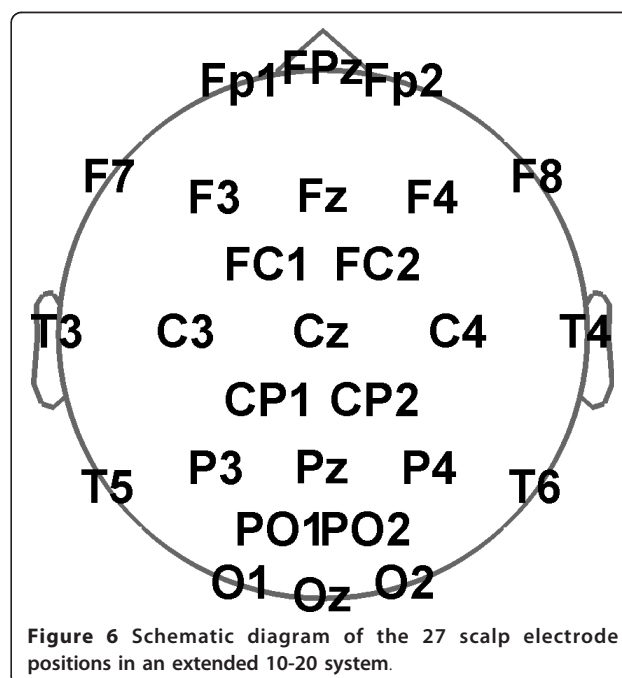 Fp1 FPz Fp2
F7 F3 Fz F4 F8
FC1 FC2
T3 C3 Cz C4 T4
CP1 CP2
T5 P3 Pz P4 T6
PO1 PO2
O1 Oz O2
Figure 6 Schematic diagram of the 27 scalp electrode
positions in an extended 10-20 system.